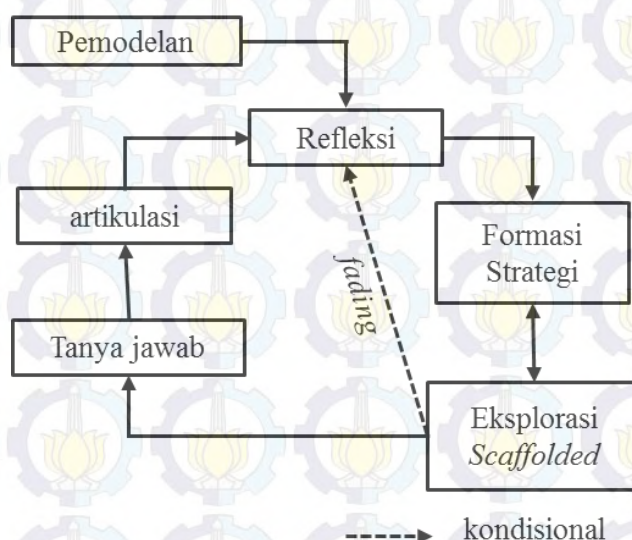 Pemodelan
Refleksi
artikulasi
Formasi
Strategi
fading
Tanya jawab
Eksplorasi
Scaffolded
kondisional